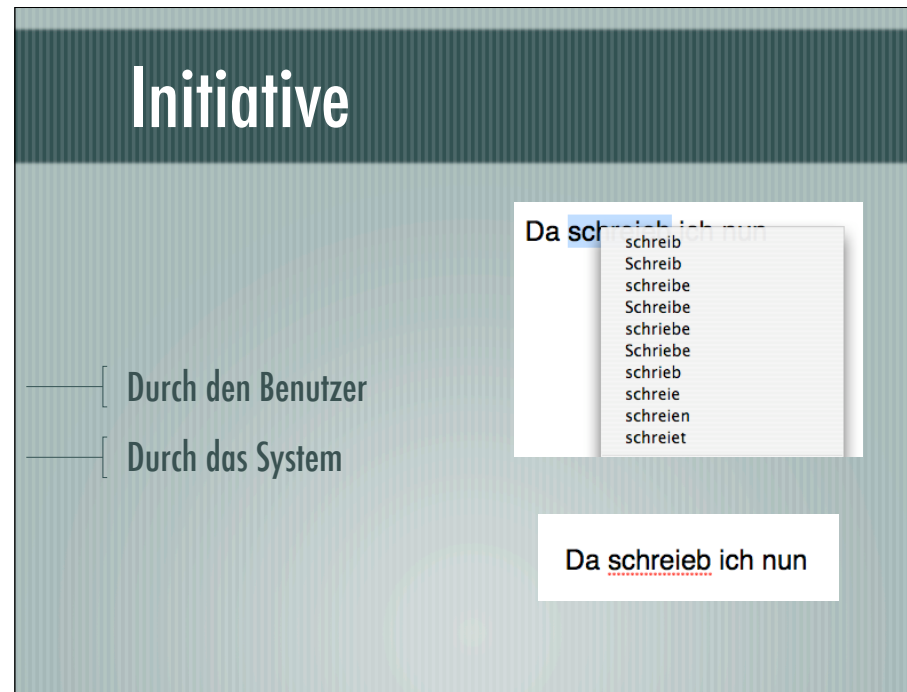 Initiative
Durch den Benutzer
Durch das System
Da schreieb ich nun
schreib
Schreib
schreibe
Schreibe
schriebe
Schriebe
schrieb
schreie
schreien
schreiet
Da schreieb ich nun